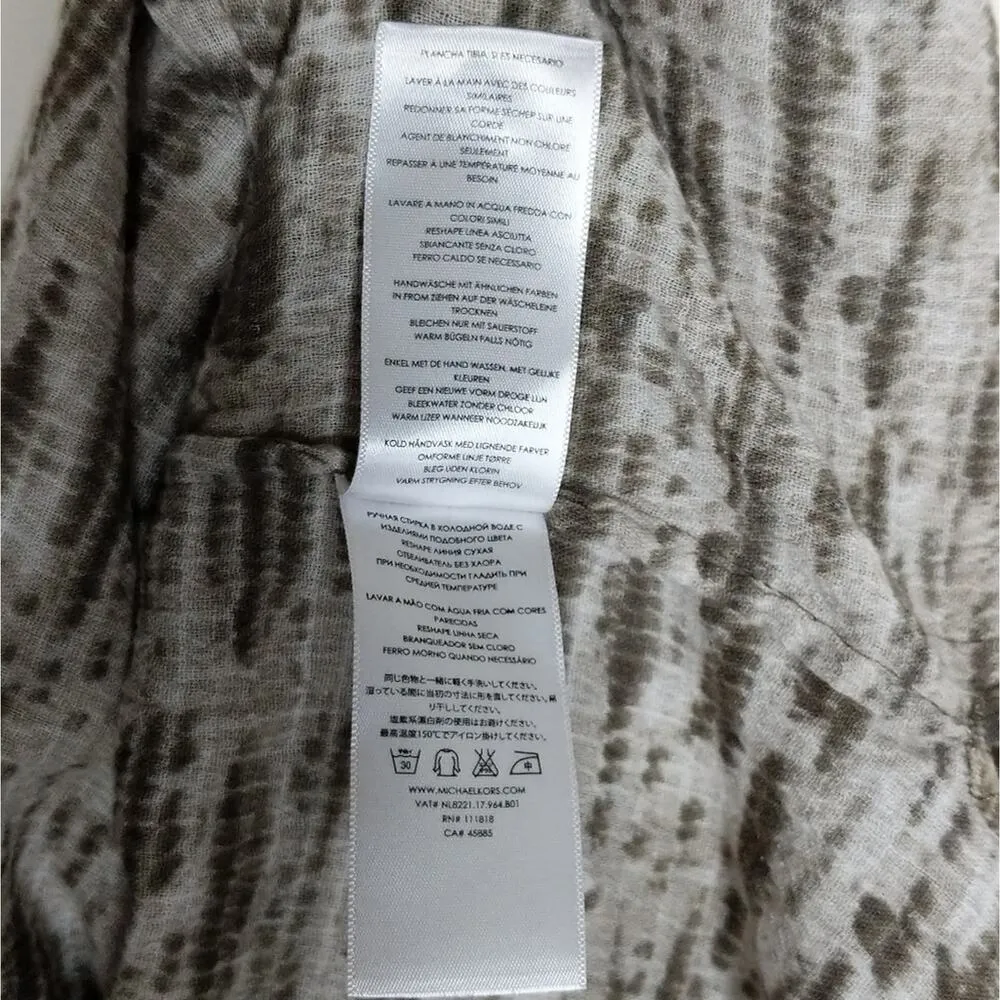 PLANCHA TIBIA, SI ES NECESARIO
LAVER À LA MAIN AVEC DES COULEURS
SIMILAIRES
REDONNER SA FORME SÉCHER SUR UNE
CORDE
AGENT DE BLANCHIMENT NON CHLORÉ
SEULEMENT
REPASSER À UNE TEMPÉRATURE MOYENNE AU
BESOIN
LAVARE A MANO IN ACQUA FREDDA CON
COLORI SIMILI
RESHAPE LINEA ASCIUTTA
SBIANCANTE SENZA CLORO
FERRO CALDO SE NECESSARIO
HANDWÄSCHE MIT ÄHNLICHEN FARBEN
IN FROM ZIEHEN AUF DER WÄSCHELEINE
TROCKNEN
BLEICHEN NUR MIT SAUERSTOFF
WARM BÜGELN FALLS NÖTIG
ENKEL MET DE HAND WASSEN, MET GELIJKE
KLEUREN
GEEF EEN NIEUWE VORM DROGE LIJN
BLEEKWATER ZONDER CHLOOR
WARM IJZER WANNEER NOODZAKELIJK
KOLD HÅNDVASK MED LIGNENDE FARVER
OMFORME LINJE TØRRE
BLEG UDEN KLORIN
VARM STRYGNING EFTER BEHOV
РУЧНАЯ СТИРКА В ХОЛОДНОЙ ВОДЕ С
ИЗДЕЛИЯМИ ПОДОБНОГО ЦВЕТА
RESHAPE ЛИНИЯ СУХАЯ
ОТБЕЛИВАТЕЛЬ БЕЗ ХЛОРА
ПРИ НЕОБХОДИМОСТИ ГЛАДИТЬ ПРИ
СРЕДНЕЙ ТЕМПЕРАТУРЕ
LAVAR A MÃO COM ÁGUA FRIA COM CORES
PARECIDAS
RESHAPE LINHA SECA
BRANQUEADOR SEM CLORO
FERRO MORNO QUANDO NECESSÁRIO
同じ色物と一緒に軽く手洗いしてください。
湿っている間に当初の寸法に形を直してください。吊
り干ししてください。
塩素系漂白剤の使用はお避けください。
最高温度150℃でアイロン掛けしてください。
手洗イ 30 中
WWW.MICHAELKORS.COM
VAT# NL8221.17.964.B01
RN# 111818
CA# 45885